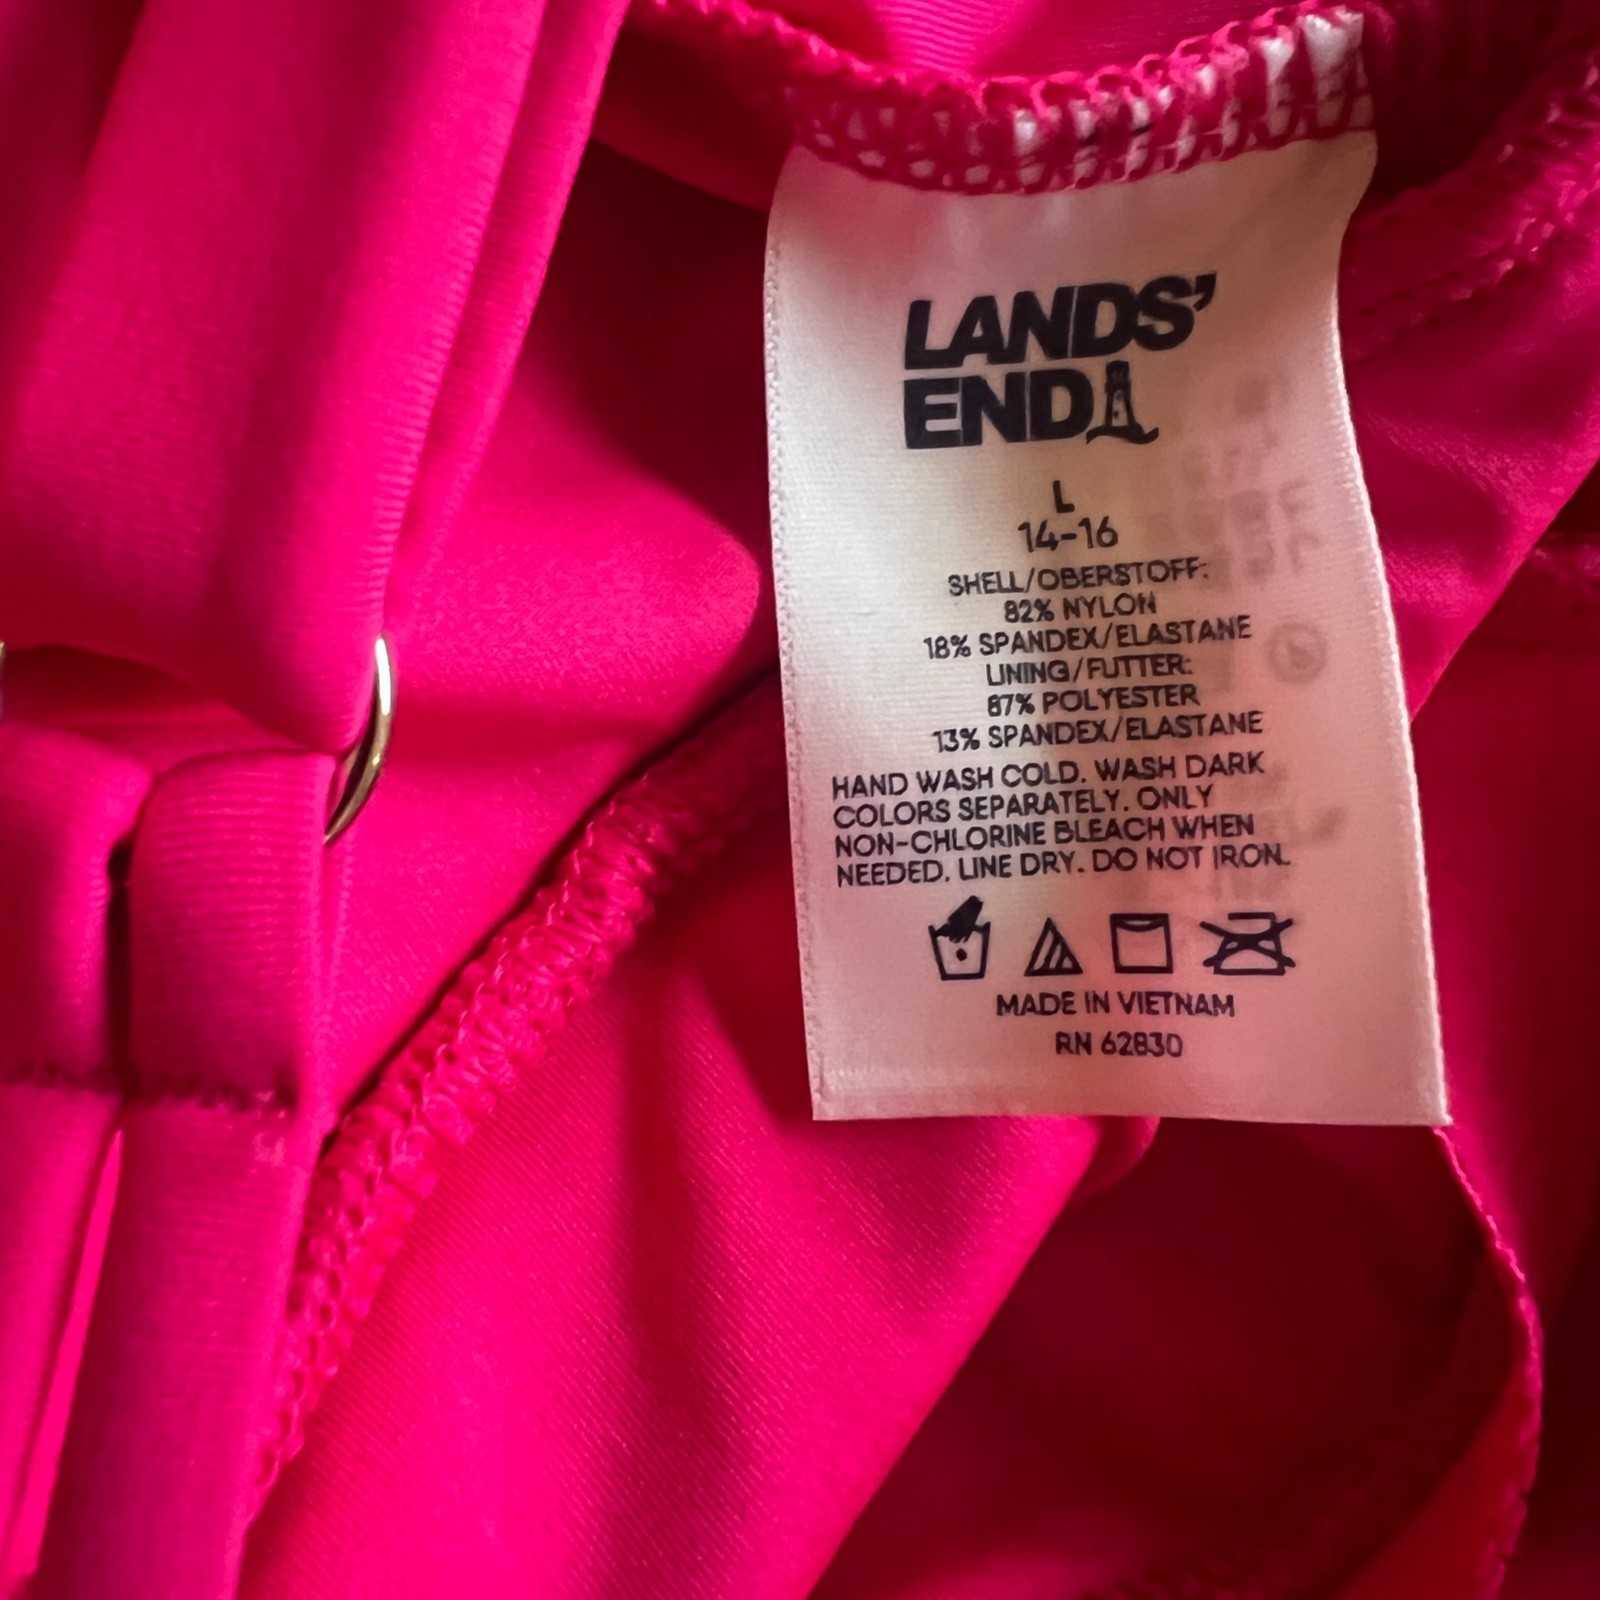 LANDS'
END
L
14-16
SHELL/OBERSTOFF:
82% NYLON
18% SPANDEX/ELASTANE
LINING/FUTTER:
87% POLYESTER
13% SPANDEX/ELASTANE
HAND WASH COLD. WASH DARK
COLORS SEPARATELY. ONLY
NON-CHLORINE BLEACH WHEN
NEEDED. LINE DRY. DO NOT IRON.
MADE IN VIETNAM
RN 62830